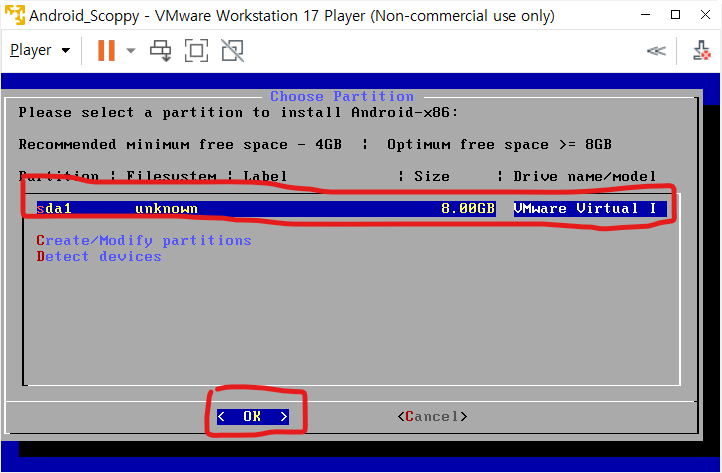 Android_Scoppy - VMware Workstation 17 Player (Non-commercial use only)
Player
Choose Partition
Please select a partition to install Android-x86:
Recommended minimum free space - 4GB ¦ Optimum free space >= 8GB
Partition ¦ Filesystem ¦ Label ¦ Size ¦ Drive name/model
sda1 unknown 8.00GB VMware Virtual I
Create/Modify partitions
Detect devices
< OK > <Cancel>